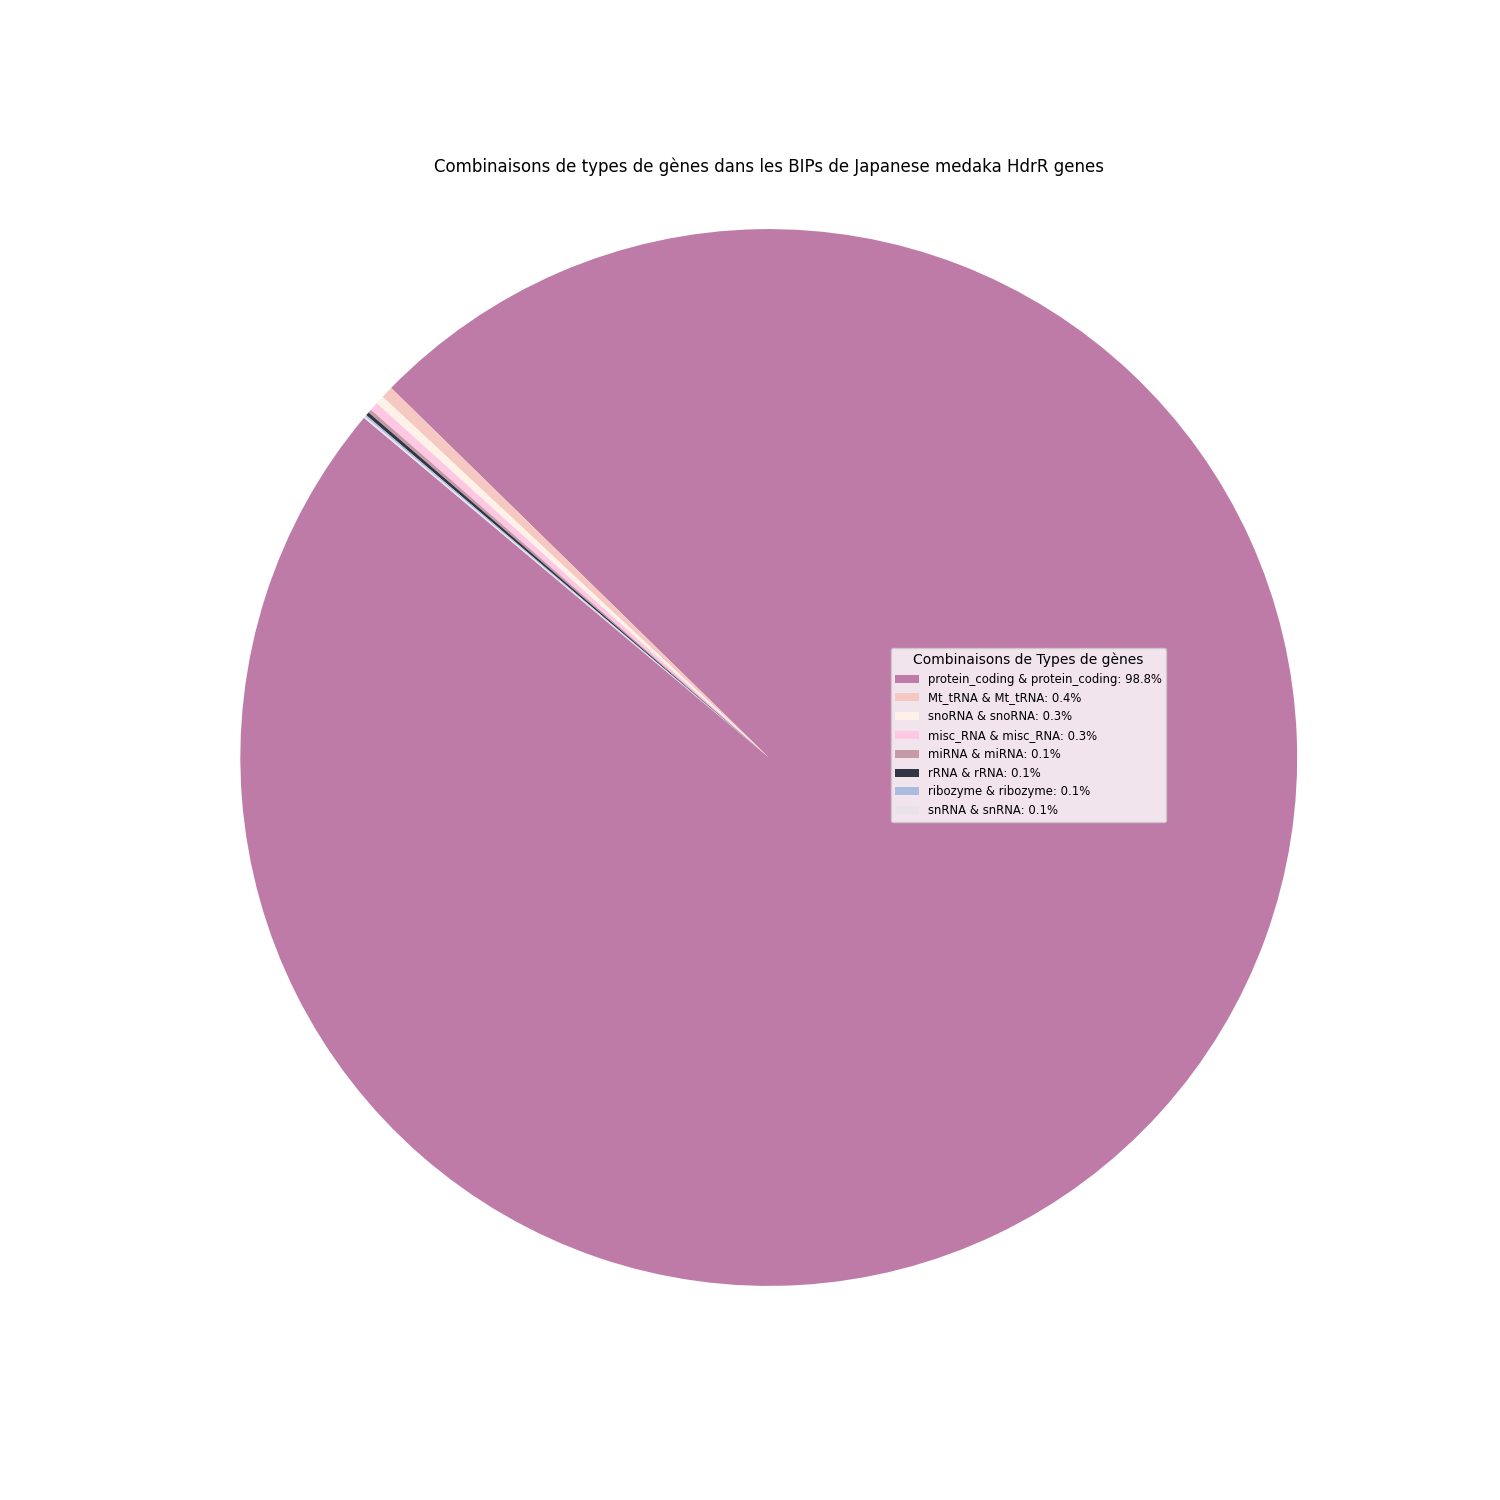 Combinaisons de types de gènes dans les BIPs de Japanese medaka HdrR genes
Combinaisons de Types de gènes
protein_coding & protein_coding: 98.8%
Mt_tRNA & Mt_tRNA: 0.4%
snoRNA & snoRNA: 0.3%
misc_RNA & misc_RNA: 0.3%
miRNA & miRNA: 0.1%
rRNA & rRNA: 0.1%
ribozyme & ribozyme: 0.1%
snRNA & snRNA: 0.1%